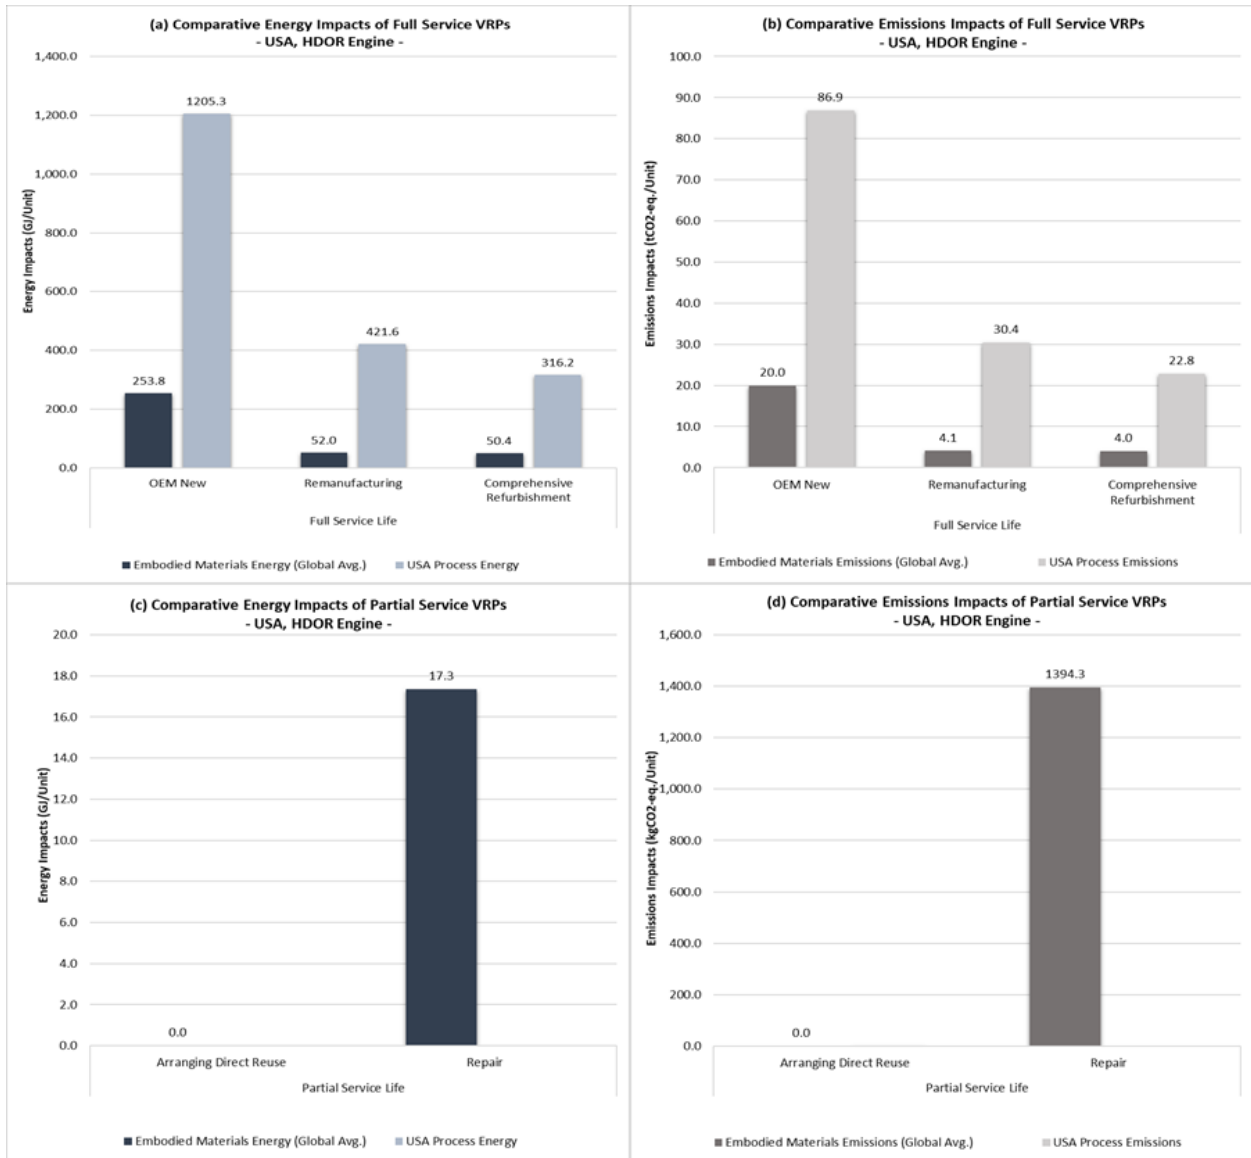 (a) Comparative Energy Impacts of Full Service VRPs
- USA, HDOR Engine -
1,400.0
1,200.0
1,000.0
800.0
600.0
400.0
200.0
0.0
Energy Impacts (GJ/Unit)
1205.3
253.8
421.6
52.0
316.2
50.4
OEM New
Remanufacturing
Comprehensive
Refurbishment
Full Service Life
Embodied Materials Energy (Global Avg.)
USA Process Energy
(b) Comparative Emissions Impacts of Full Service VRPs
- USA, HDOR Engine -
100.0
90.0
80.0
70.0
60.0
50.0
40.0
30.0
20.0
10.0
0.0
Emissions Impacts (tCO2-eq./Unit)
86.9
20.0
30.4
4.1
22.8
4.0
OEM New
Remanufacturing
Comprehensive
Refurbishment
Full Service Life
Embodied Materials Emissions (Global Avg.)
USA Process Emissions
(c) Comparative Energy Impacts of Partial Service VRPs
- USA, HDOR Engine -
20.0
18.0
16.0
14.0
12.0
10.0
8.0
6.0
4.0
2.0
0.0
Energy Impacts (GJ/Unit)
0.0
17.3
Arranging Direct Reuse
Repair
Partial Service Life
Embodied Materials Energy (Global Avg.)
USA Process Energy
(d) Comparative Emissions Impacts of Partial Service VRPs
- USA, HDOR Engine -
1,600.0
1,400.0
1,200.0
1,000.0
800.0
600.0
400.0
200.0
0.0
Emissions Impacts (kgCO2-eq./Unit)
0.0
1394.3
Arranging Direct Reuse
Repair
Partial Service Life
Embodied Materials Emissions (Global Avg.)
USA Process Emissions